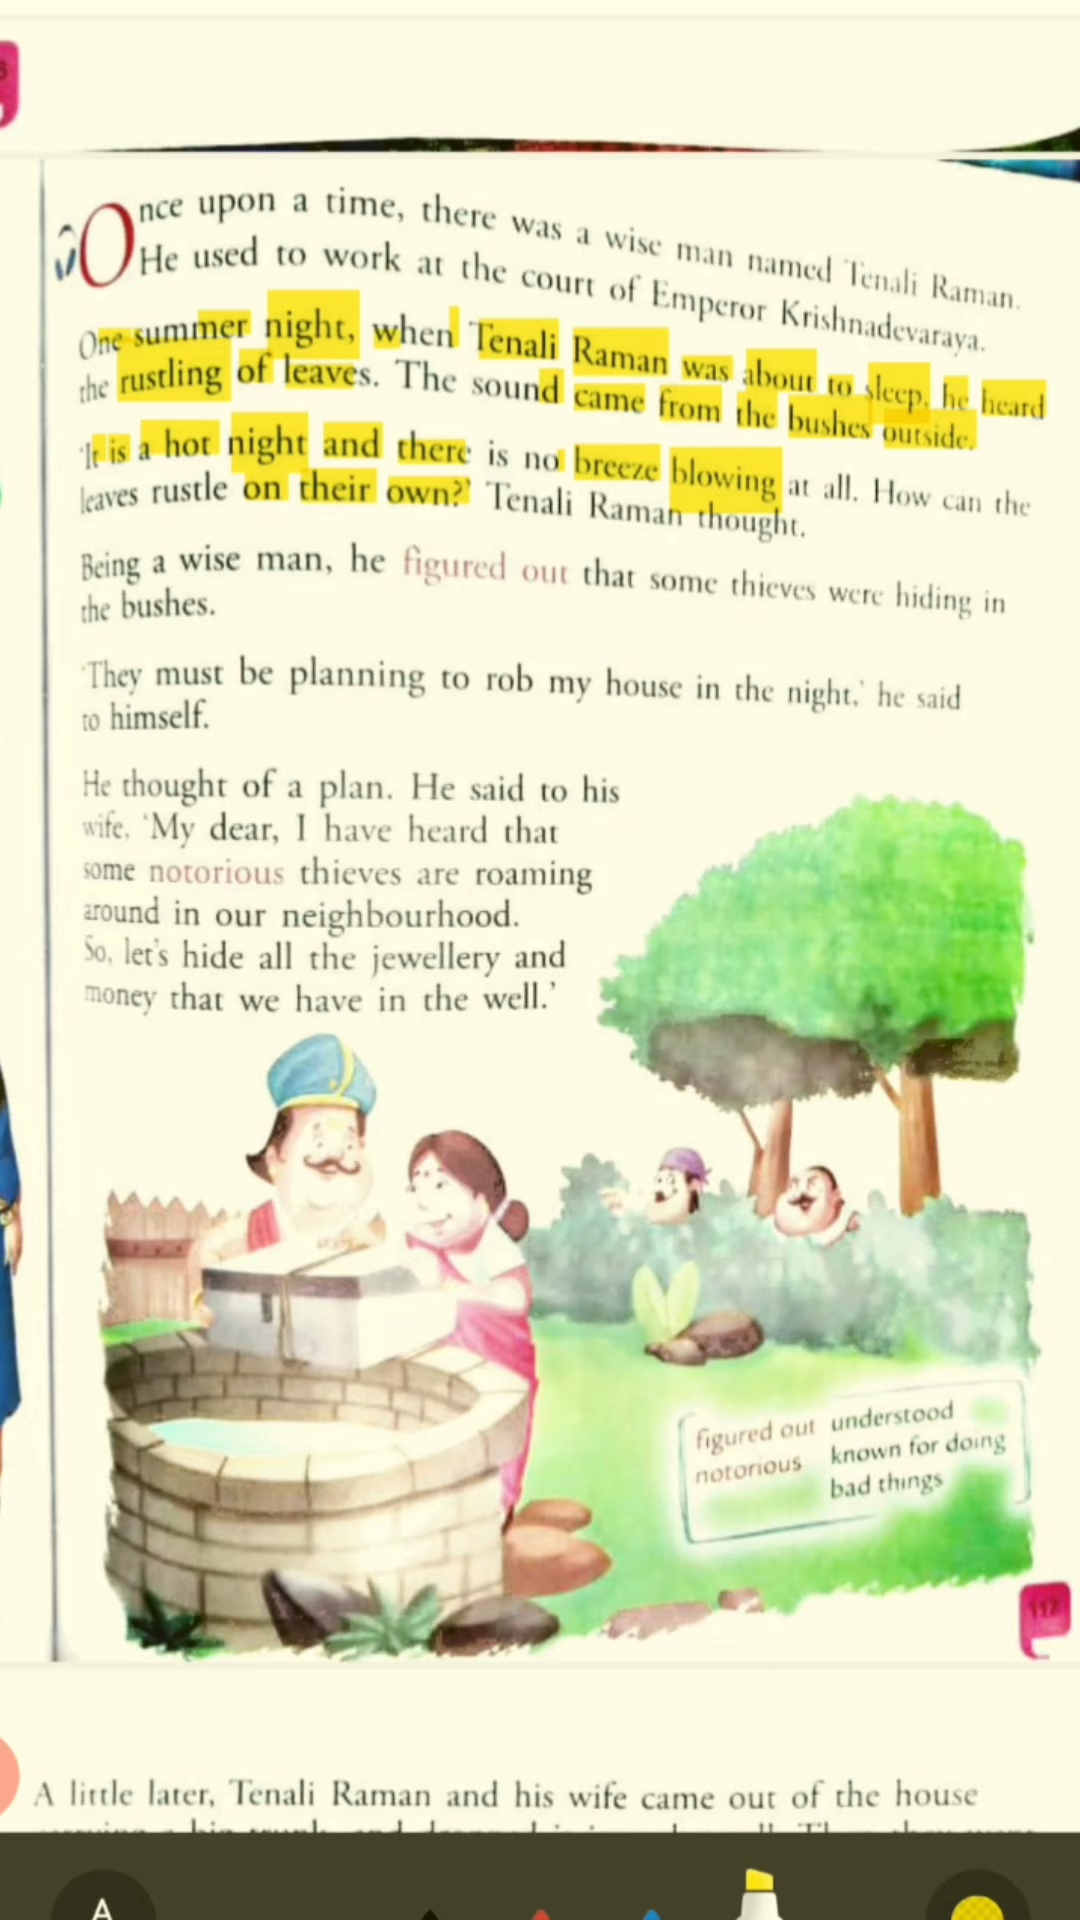 Once upon a time, there was a wise man named Tenali Raman.
He used to work at the court of Emperor Krishnadevaraya.
One summer night, when Tenali Raman was about to sleep, he heard
the rustling of leaves. The sound came from the bushes outside.
'It is a hot night and there is no breeze blowing at all. How can the
leaves rustle on their own?' Tenali Raman thought.
Being a wise man, he figured out that some thieves were hiding in
the bushes.
'They must be planning to rob my house in the night,' he said
to himself.
He thought of a plan. He said to his
wife, 'My dear, I have heard that
some notorious thieves are roaming
around in our neighbourhood.
So, let's hide all the jewellery and
money that we have in the well.'
figured out understood
notorious known for doing
bad things
117
A little later, Tenali Raman and his wife came out of the house
A